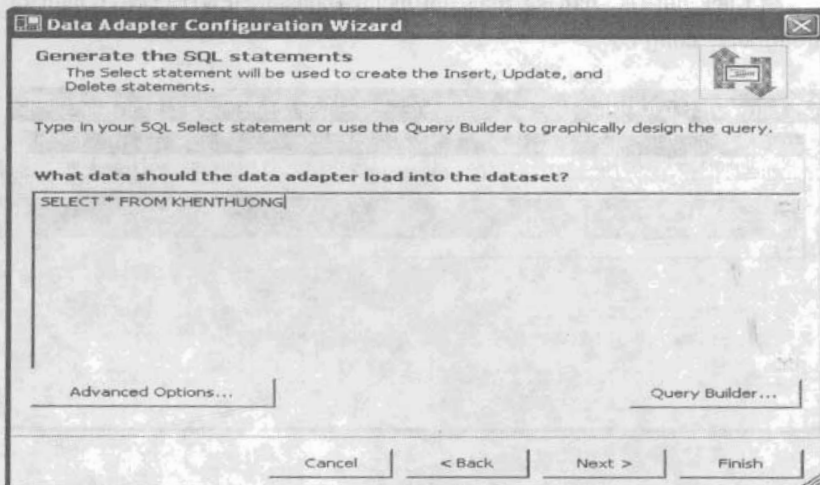 Data Adapter Configuration Wizard
Generate the SQL statements
The Select statement will be used to create the Insert, Update, and
Delete statements.
Type in your SQL Select statement or use the Query Builder to graphically design the query.
What data should the data adapter load into the dataset?
SELECT * FROM KHENTHUONG
Advanced Options...
Query Builder...
Cancel
< Back
Next >
Finish